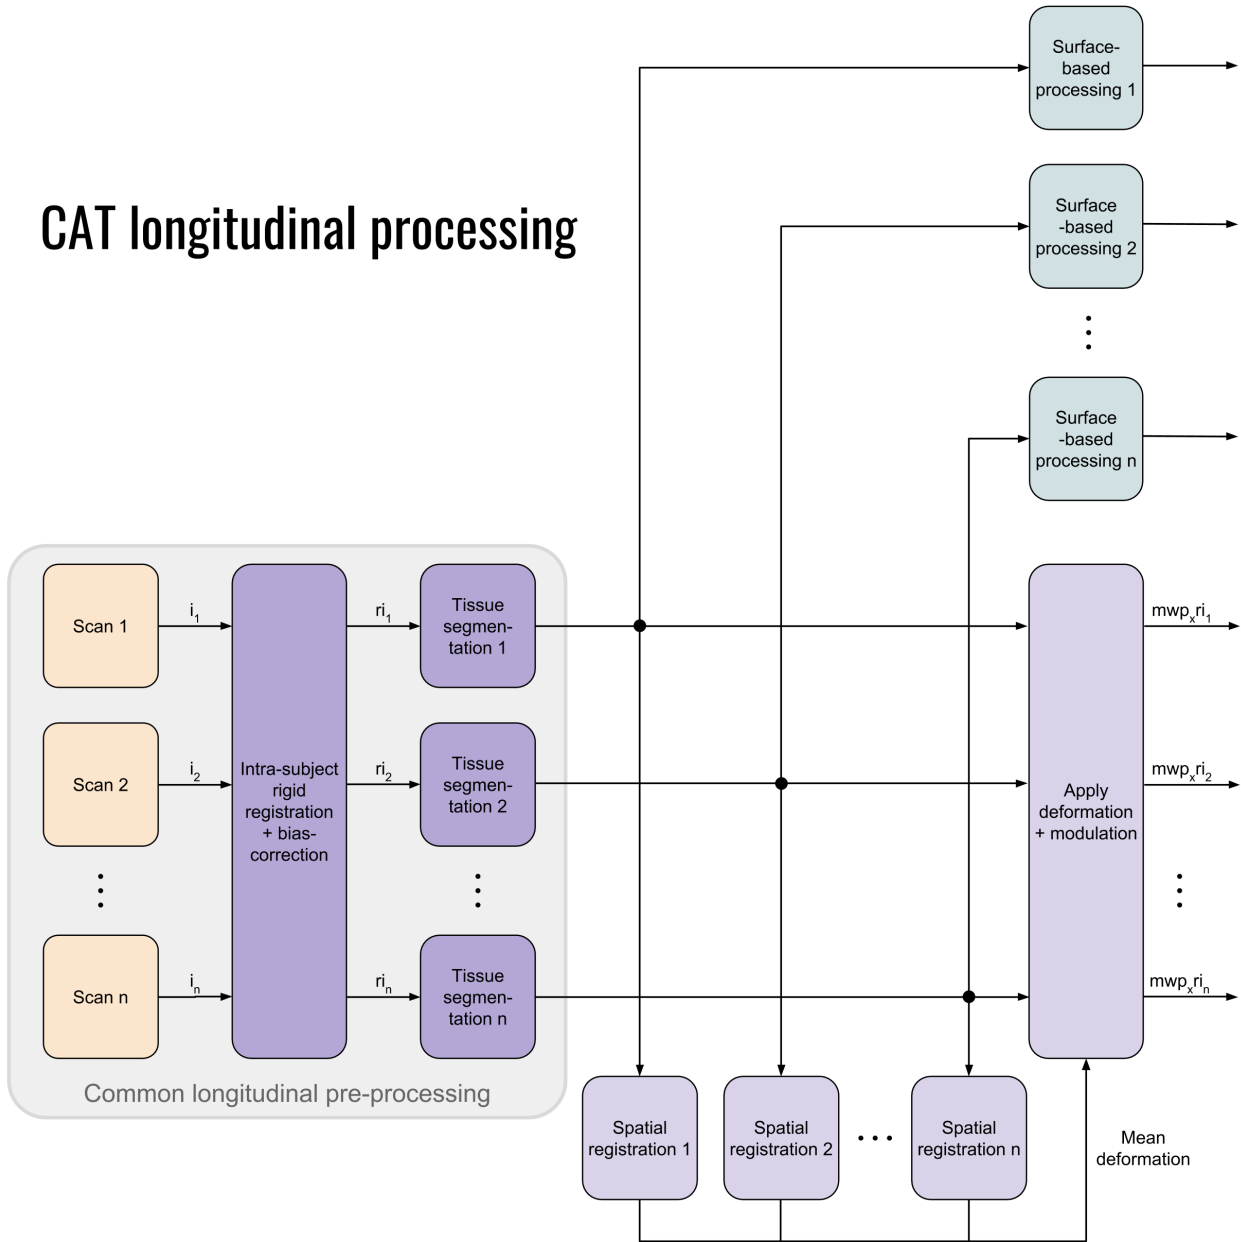 Surface-
based
processing 1
Surface
-based
processing 2
CAT longitudinal processing
Surface
-based
processing n
Scan 1
i1
ri1
Tissue
segmen-
tation 1
mwpxri1
Scan 2
i2
Intra-subject
rigid
registration
+ bias-
correction
ri2
Tissue
segmen-
tation 2
Apply
deformation
+ modulation
mwpxri2
Scan n
in
rin
Tissue
segmen-
tation n
mwpxrin
Common longitudinal pre-processing
Spatial
registration 1
Spatial
registration 2
Spatial
registration n
Mean
deformation